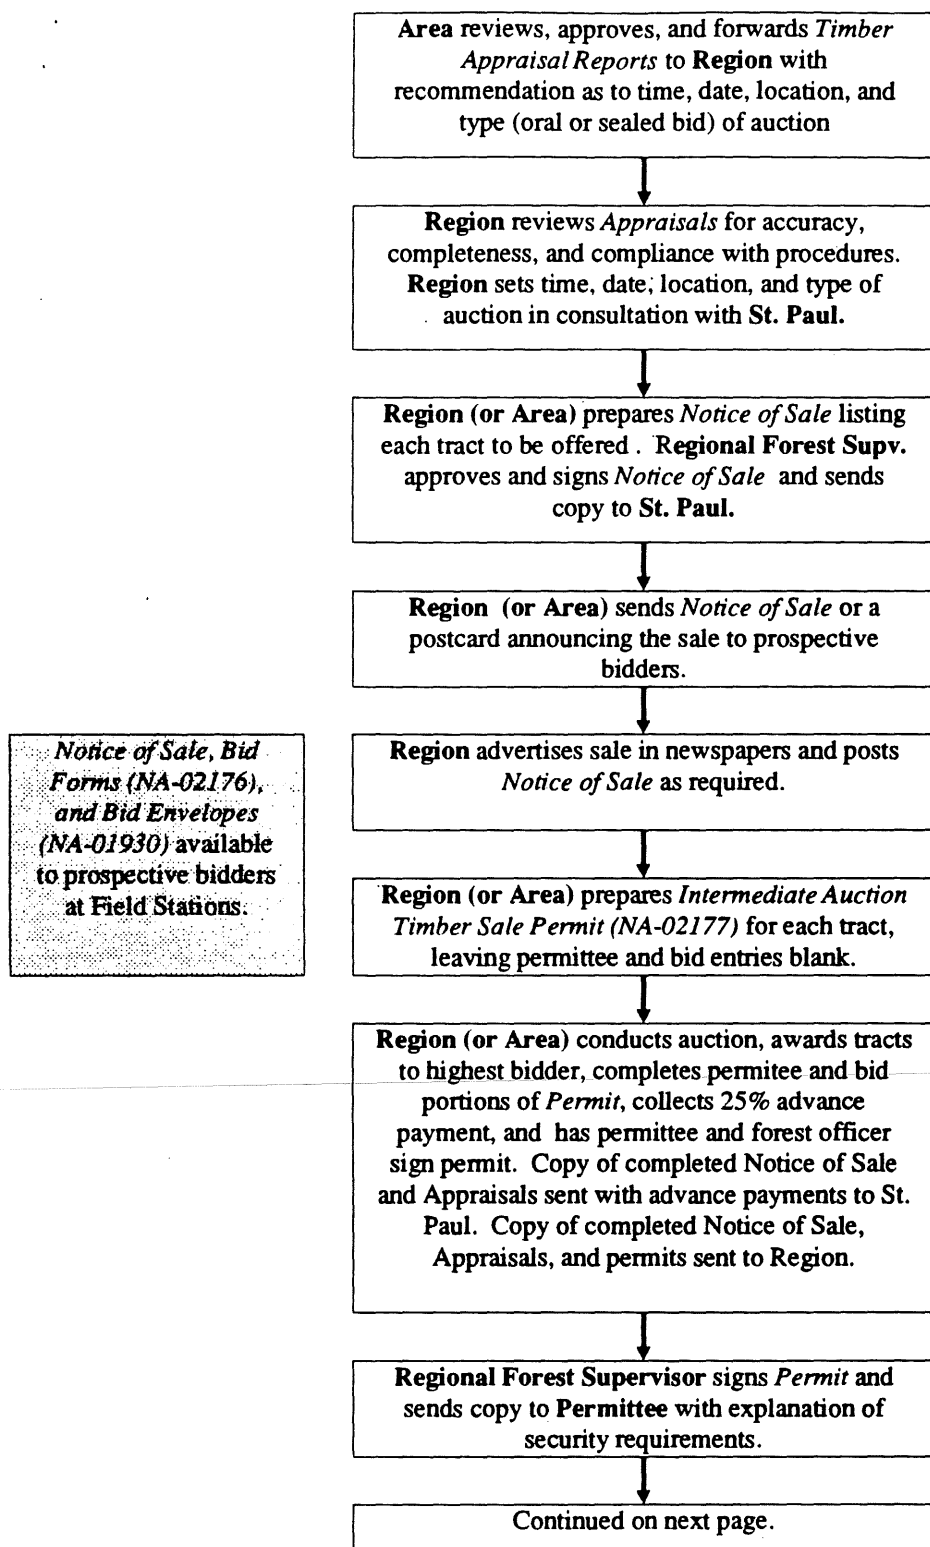 Area reviews, approves, and forwards Timber
Appraisal Reports to Region with
recommendation as to time, date, location, and
type (oral or sealed bid) of auction
Region reviews Appraisals for accuracy,
completeness, and compliance with procedures.
Region sets time, date, location, and type of
auction in consultation with St. Paul.
Region (or Area) prepares Notice of Sale listing
each tract to be offered . Regional Forest Supv.
approves and signs Notice of Sale and sends
copy to St. Paul.
Region (or Area) sends Notice of Sale or a
postcard announcing the sale to prospective
bidders.
Notice of Sale, Bid
Forms (NA-02176),
and Bid Envelopes
(NA-01930) available
to prospective bidders
at Field Stations.
Region advertises sale in newspapers and posts
Notice of Sale as required.
Region (or Area) prepares Intermediate Auction
Timber Sale Permit (NA-02177) for each tract,
leaving permittee and bid entries blank.
Region (or Area) conducts auction, awards tracts
to highest bidder, completes permitee and bid
portions of Permit, collects 25% advance
payment, and has permittee and forest officer
sign permit. Copy of completed Notice of Sale
and Appraisals sent with advance payments to St.
Paul. Copy of completed Notice of Sale,
Appraisals, and permits sent to Region.
Regional Forest Supervisor signs Permit and
sends copy to Permittee with explanation of
security requirements.
Continued on next page.